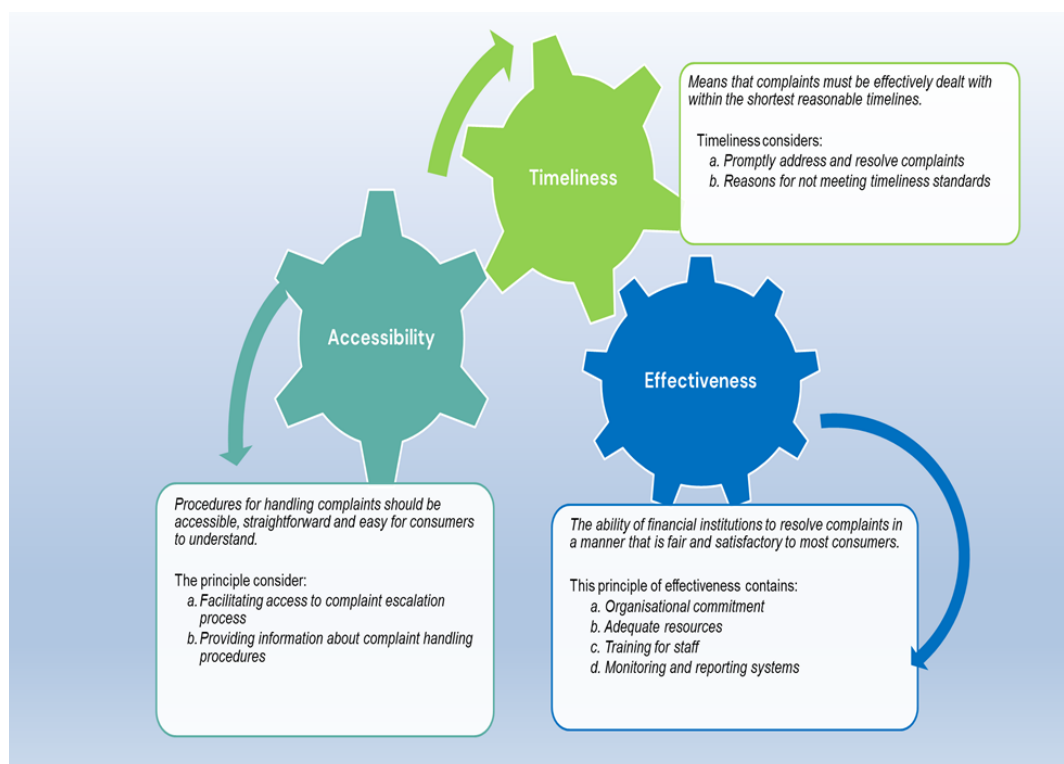 Timeliness
Means that complaints must be effectively dealt with
within the shortest reasonable timelines.
Timeliness considers:
a. Promptly address and resolve complaints
b. Reasons for not meeting timeliness standards
Accessibility
Procedures for handling complaints should be
accessible, straightforward and easy for consumers
to understand.
The principle consider:
a. Facilitating access to complaint escalation
process
b. Providing information about complaint handling
procedures
Effectiveness
The ability of financial institutions to resolve complaints in
a manner that is fair and satisfactory to most consumers.
This principle of effectiveness contains:
a. Organisational commitment
b. Adequate resources
c. Training for staff
d. Monitoring and reporting systems